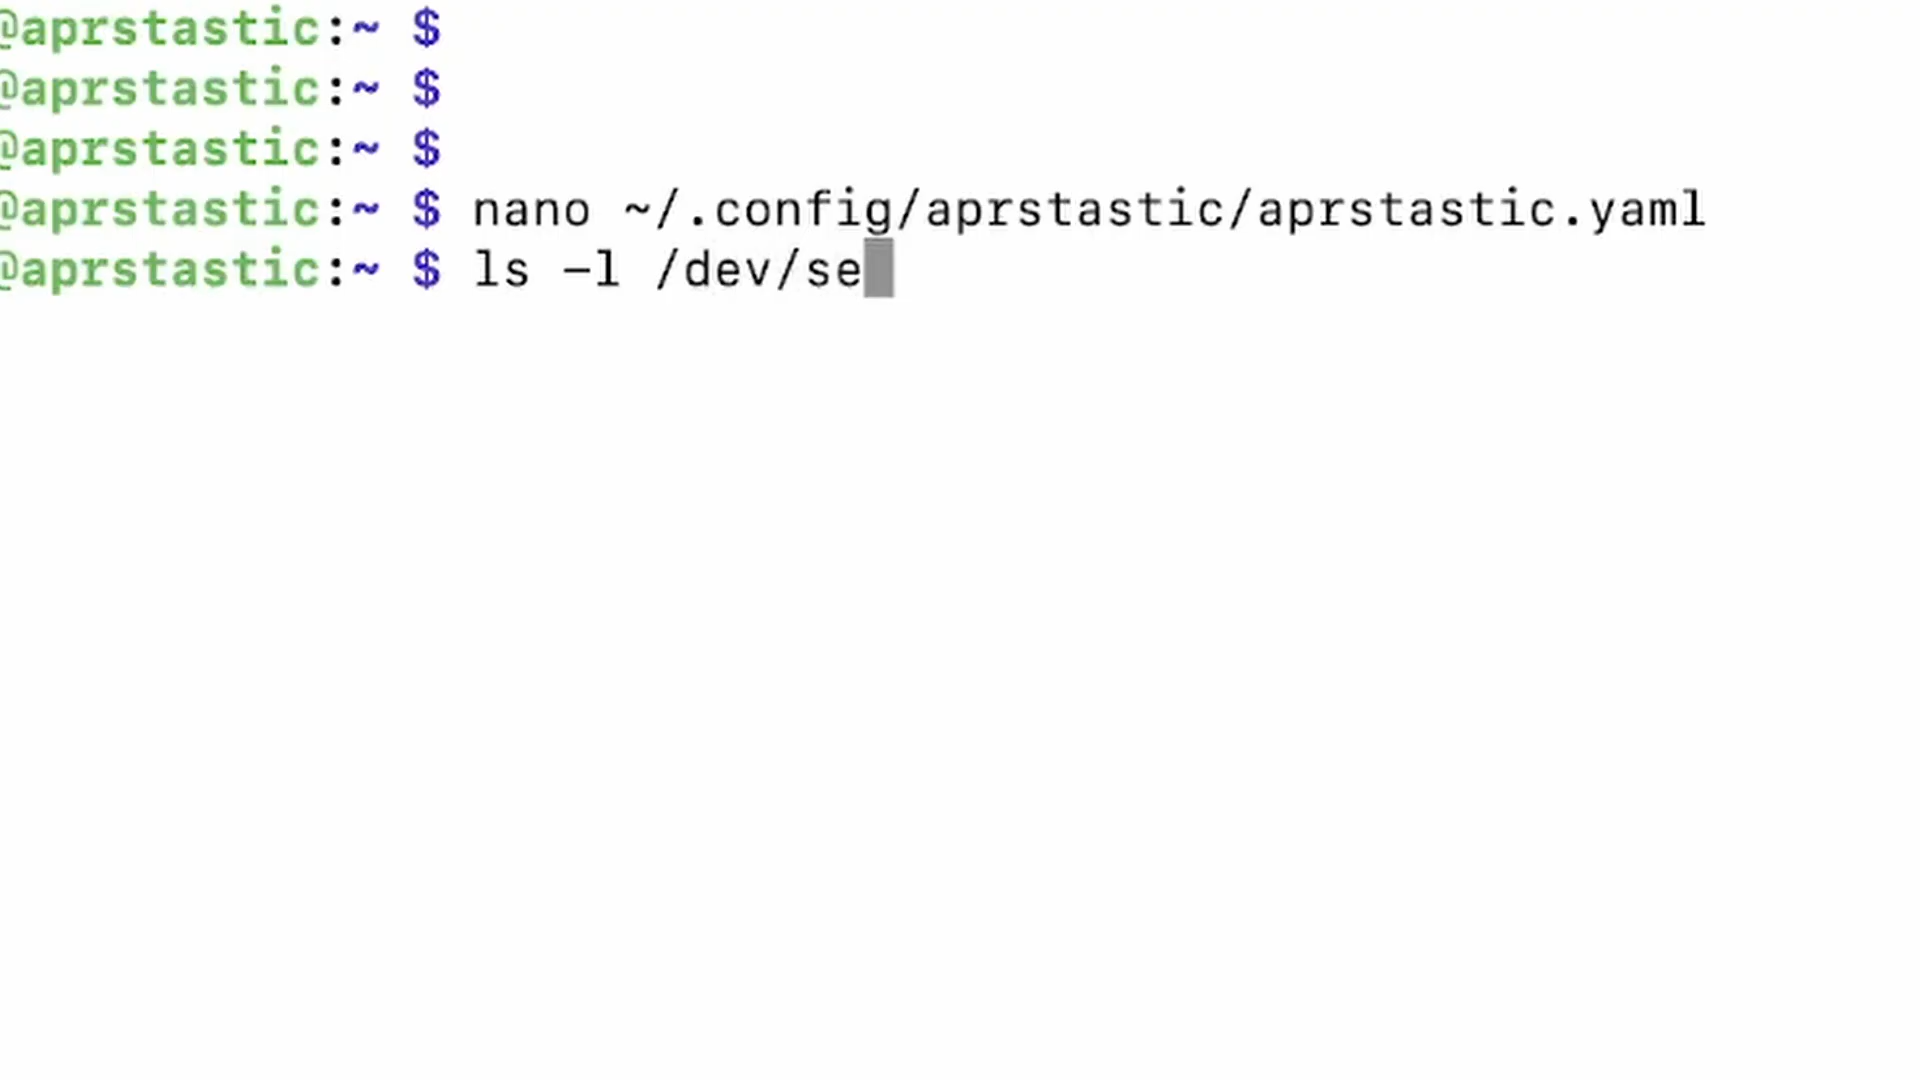 @aprstastic:~ $
@aprstastic:~ $
@aprstastic:~ $
@aprstastic:~ $ nano ~/.config/aprstastic/aprstastic.yaml
@aprstastic:~ $ ls -l /dev/se